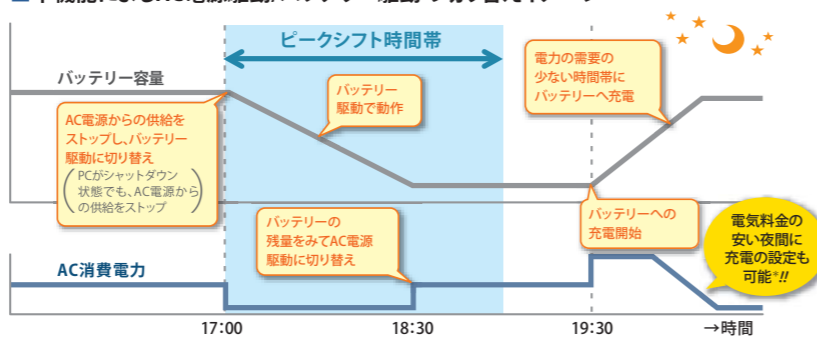 ピークシフト時間帯
バッテリー容量
AC電源からの供給を
ストップし、バッテリー
駆動に切り替え
(PCがシャットダウン
状態でも、AC電源から
の供給をストップ)
バッテリー
駆動で動作
電力の需要の
少ない時間帯に
バッテリーへ充電
バッテリーの
残量をみてAC電源
駆動に切り替え
バッテリーへの
充電開始
電気料金の
安い夜間に
充電の設定も
可能*!!
AC消費電力
17:00
18:30
19:30
→時間